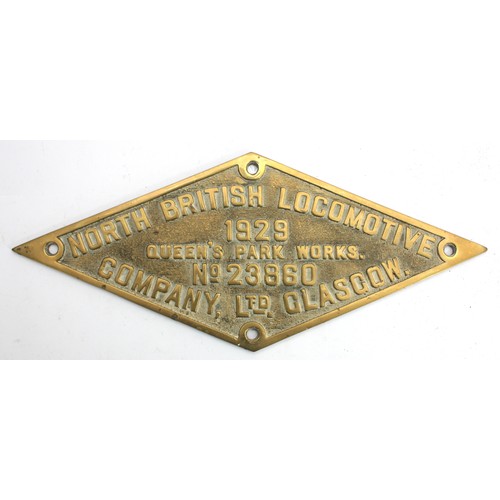 NORTH BRITISH LOCOMOTIVE
1929
QUEEN'S PARK WORKS.
No 23860
COMPANY, LTD. GLASGOW.